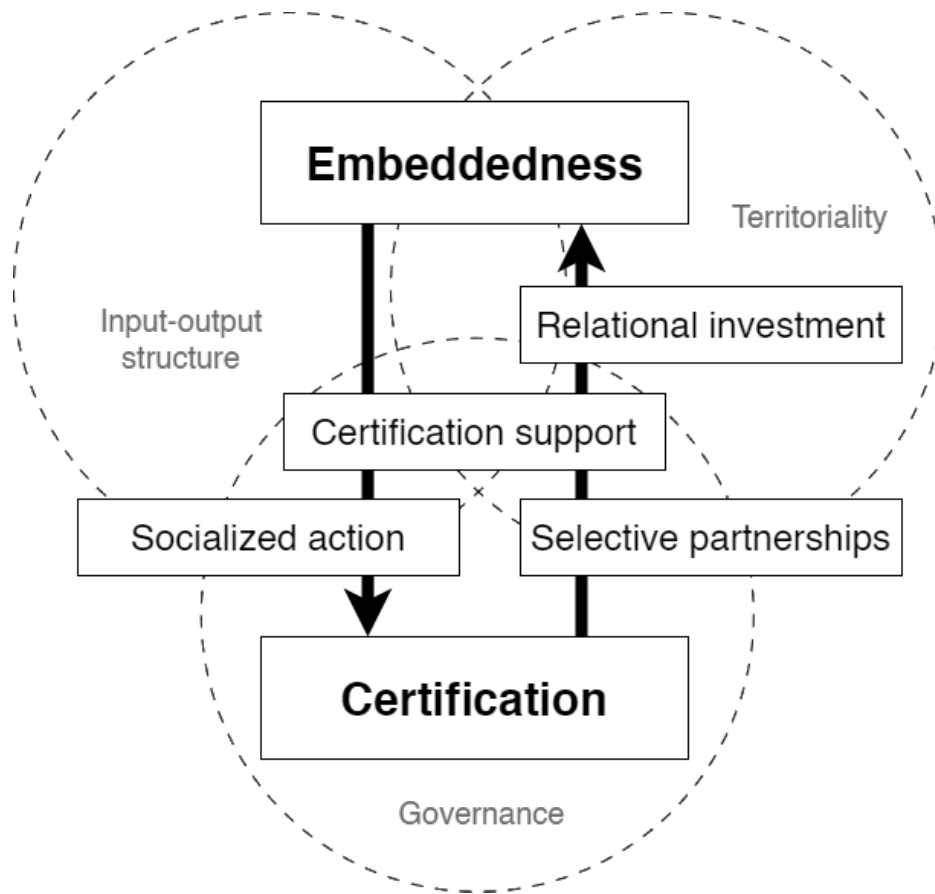 Embeddedness
Territoriality
Input-output
structure
Relational investment
Certification support
Socialized action
Selective partnerships
Certification
Governance